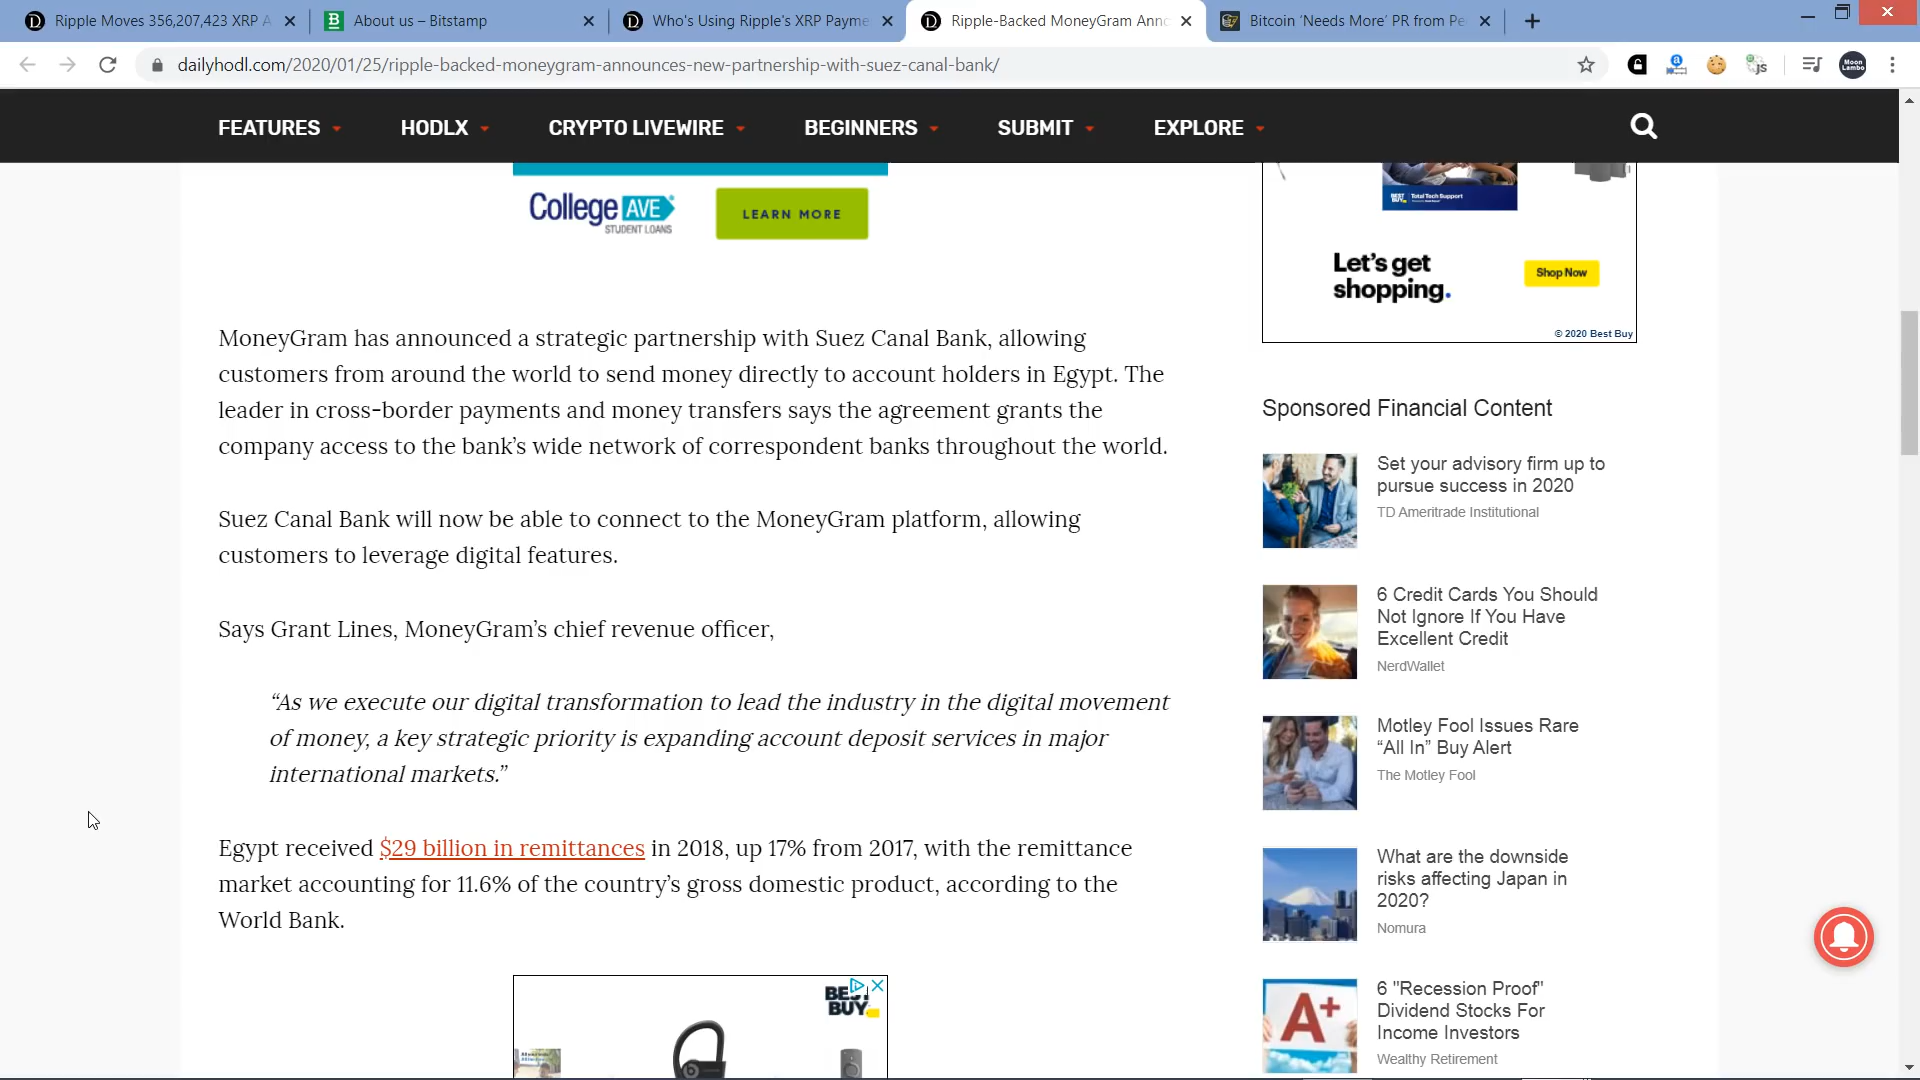 Ripple Moves 356,207,423 XRP A
About us – Bitstamp
Who's Using Ripple's XRP Payme
Ripple-Backed MoneyGram Anno
Bitcoin ‘Needs More’ PR from Pe
dailyhodl.com/2020/01/25/ripple-backed-moneygram-announces-new-partnership-with-suez-canal-bank/
Moon
Lambo
FEATURES
HODLX
CRYPTO LIVEWIRE
BEGINNERS
SUBMIT
EXPLORE
College AVE
STUDENT LOANS
LEARN MORE
BEST BUY Total Tech Support
Let's get
shopping.
Shop Now
© 2020 Best Buy
MoneyGram has announced a strategic partnership with Suez Canal Bank, allowing
customers from around the world to send money directly to account holders in Egypt. The
leader in cross-border payments and money transfers says the agreement grants the
company access to the bank’s wide network of correspondent banks throughout the world.
Suez Canal Bank will now be able to connect to the MoneyGram platform, allowing
customers to leverage digital features.
Says Grant Lines, MoneyGram’s chief revenue officer,
“As we execute our digital transformation to lead the industry in the digital movement
of money, a key strategic priority is expanding account deposit services in major
international markets.”
Egypt received $29 billion in remittances in 2018, up 17% from 2017, with the remittance
market accounting for 11.6% of the country’s gross domestic product, according to the
World Bank.
BEST
BUY
Sponsored Financial Content
Set your advisory firm up to
pursue success in 2020
TD Ameritrade Institutional
6 Credit Cards You Should
Not Ignore If You Have
Excellent Credit
NerdWallet
Motley Fool Issues Rare
“All In” Buy Alert
The Motley Fool
What are the downside
risks affecting Japan in
2020?
Nomura
A+
6 "Recession Proof"
Dividend Stocks For
Income Investors
Wealthy Retirement